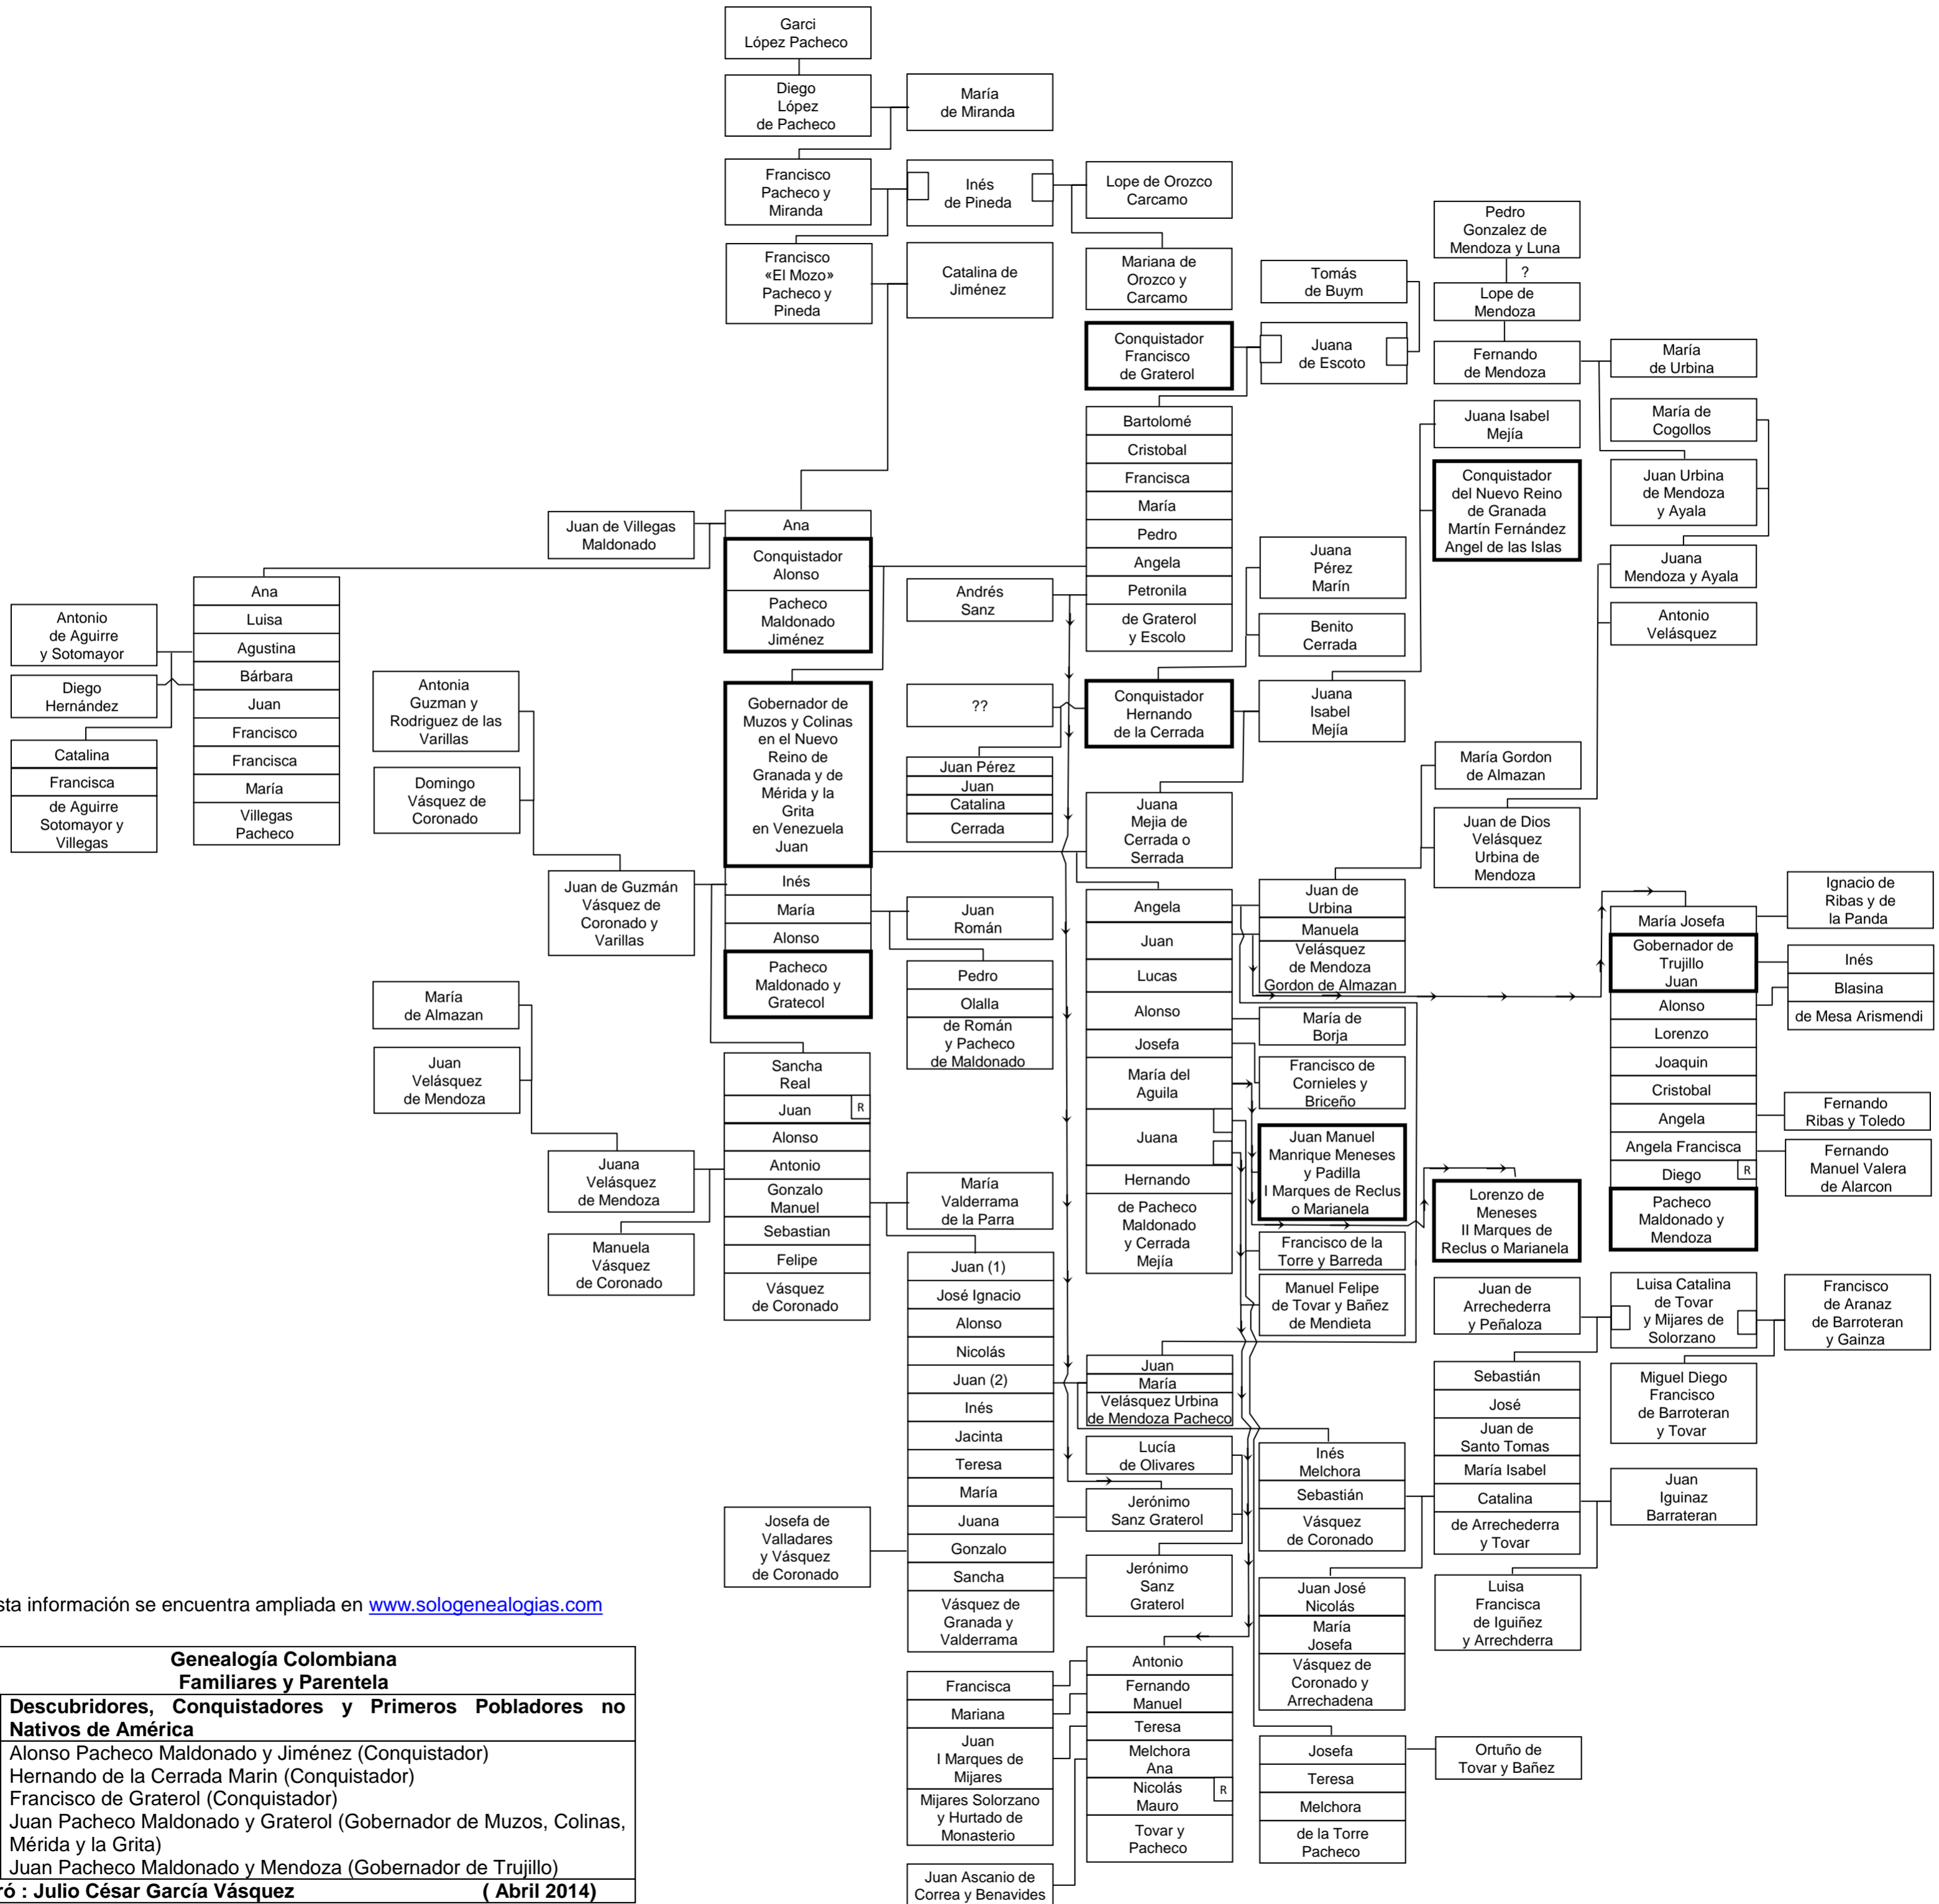 Garci
López Pacheco
Diego
López
de Pacheco
María
de Miranda
Francisco
Pacheco y
Miranda
Inés
de Pineda
Lope de Orozco
Carcamo
Francisco
«El Mozo»
Pacheco y
Pineda
Catalina de
Jiménez
Mariana de
Orozco y
Carcamo
Tomás
de Buym
Pedro
Gonzalez de
Mendoza y Luna
?
Lope de
Mendoza
Conquistador
Francisco
de Graterol
Juana
de Escoto
Fernando
de Mendoza
María
de Urbina
Bartolomé
Cristobal
Francisca
María
Pedro
Angela
Petronila
de Graterol
y Escolo
Juana Isabel
Mejía
María de
Cogollos
Conquistador
del Nuevo Reino
de Granada
Martín Fernández
Angel de las Islas
Juan Urbina
de Mendoza
y Ayala
Juana
Mendoza y Ayala
Antonio
Velásquez
Juan de Villegas
Maldonado
Ana
Conquistador
Alonso
Pacheco
Maldonado
Jiménez
Andrés
Sanz
Juana
Pérez
Marín
Benito
Cerrada
Ana
Luisa
Agustina
Bárbara
Juan
Francisco
Francisca
María
Villegas
Pacheco
Antonio
de Aguirre
y Sotomayor
Diego
Hernández
Catalina
Francisca
de Aguirre
Sotomayor y
Villegas
Antonia
Guzman y
Rodriguez de las
Varillas
Domingo
Vásquez de
Coronado
Gobernador de
Muzos y Colinas
en el Nuevo
Reino de
Granada y de
Mérida y la
Grita
en Venezuela
Juan
Inés
María
Alonso
Pacheco
Maldonado y
Gratecol
??
Conquistador
Hernando
de la Cerrada
Juana
Isabel
Mejía
Juan Pérez
Juan
Catalina
Cerrada
Juana
Mejia de
Cerrada o
Serrada
María Gordon
de Almazan
Juan de Dios
Velásquez
Urbina de
Mendoza
Juan de Guzmán
Vásquez de
Coronado y
Varillas
Juan
Román
Pedro
Olalla
de Román
y Pacheco
de Maldonado
Angela
Juan
Lucas
Alonso
Josefa
María del
Aguila
Juana
Hernando
de Pacheco
Maldonado
y Cerrada
Mejía
Juan de
Urbina
Manuela
Velásquez
de Mendoza
Gordon de Almazan
María de
Borja
Francisco de
Cornieles y
Briceño
Juan Manuel
Manrique Meneses
y Padilla
I Marques de Reclus
o Marianela
Francisco de la
Torre y Barreda
Manuel Felipe
de Tovar y Bañez
de Mendieta
Lorenzo de
Meneses
II Marques de
Reclus o Marianela
María Josefa
Gobernador de
Trujillo
Juan
Alonso
Lorenzo
Joaquin
Cristobal
Angela
Angela Francisca
Diego
R
Pacheco
Maldonado y
Mendoza
Ignacio de
Ribas y de
la Panda
Inés
Blasina
de Mesa Arismendi
Fernando
Ribas y Toledo
Fernando
Manuel Valera
de Alarcon
María
de Almazan
Juan
Velásquez
de Mendoza
Juana
Velásquez
de Mendoza
Manuela
Vásquez
de Coronado
Sancha
Real
Juan
R
Alonso
Antonio
Gonzalo
Manuel
Sebastian
Felipe
Vásquez
de Coronado
María
Valderrama
de la Parra
Juan (1)
José Ignacio
Alonso
Nicolás
Juan (2)
Inés
Jacinta
Teresa
María
Juana
Gonzalo
Sancha
Vásquez de
Granada y
Valderrama
Josefa de
Valladares
y Vásquez
de Coronado
Juan
María
Velásquez Urbina
de Mendoza Pacheco
Lucía
de Olivares
Jerónimo
Sanz Graterol
Jerónimo
Sanz
Graterol
Inés
Melchora
Sebastián
Vásquez
de Coronado
Juan de
Arrechederra
y Peñaloza
Luisa Catalina
de Tovar
y Mijares de
Solorzano
Francisco
de Aranaz
de Barroteran
y Gainza
Sebastián
José
Juan de
Santo Tomas
María Isabel
Catalina
de Arrechederra
y Tovar
Miguel Diego
Francisco
de Barroteran
y Tovar
Juan
Iguinaz
Barrateran
Juan José
Nicolás
María
Josefa
Vásquez de
Coronado y
Arrechadena
Luisa
Francisca
de Iguiñez
y Arrechderra
Francisca
Mariana
Juan
I Marques de
Mijares
Mijares Solorzano
y Hurtado de
Monasterio
Juan Ascanio de
Correa y Benavides
Antonio
Fernando
Manuel
Teresa
Melchora
Ana
Nicolás
Mauro
R
Tovar y
Pacheco
Josefa
Teresa
Melchora
de la Torre
Pacheco
Ortuño de
Tovar y Bañez
sta información se encuentra ampliada en www.sologenealogias.com
Genealogía Colombiana
Familiares y Parentela
Descubridores, Conquistadores y Primeros Pobladores no
Nativos de América
Alonso Pacheco Maldonado y Jiménez (Conquistador)
Hernando de la Cerrada Marin (Conquistador)
Francisco de Graterol (Conquistador)
Juan Pacheco Maldonado y Graterol (Gobernador de Muzos, Colinas,
Mérida y la Grita)
Juan Pacheco Maldonado y Mendoza (Gobernador de Trujillo)
ró : Julio César García Vásquez ( Abril 2014)